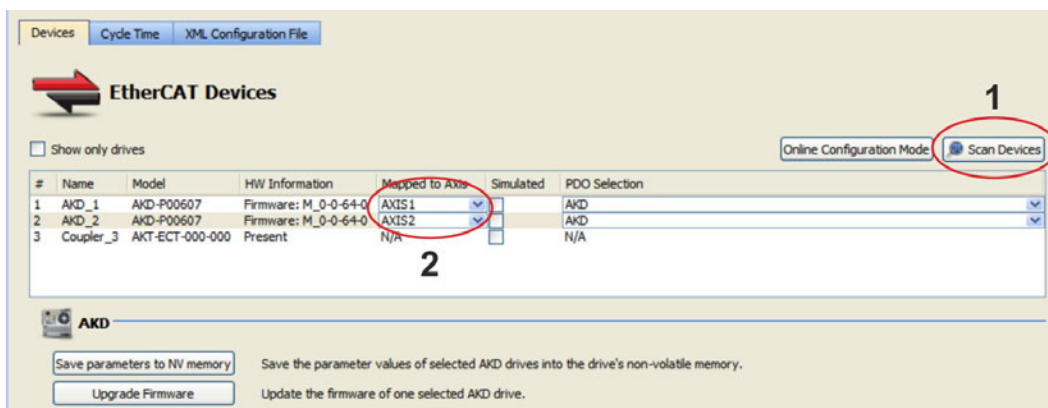 Devices Cycle Time XML Configuration File
EtherCAT Devices
1
Show only drives Online Configuration Mode Scan Devices
# Name Model HW Information Mapped to Axis Simulated PDO Selection
1 AKD_1 AKD-P00607 Firmware: M_0-0-64-0 AXIS1 AKD
2 AKD_2 AKD-P00607 Firmware: M_0-0-64-0 AXIS2 AKD
3 Coupler_3 AKT-ECT-000-000 Present N/A N/A
2
AKD
Save parameters to NV memory Save the parameter values of selected AKD drives into the drive's non-volatile memory.
Upgrade Firmware Update the firmware of one selected AKD drive.